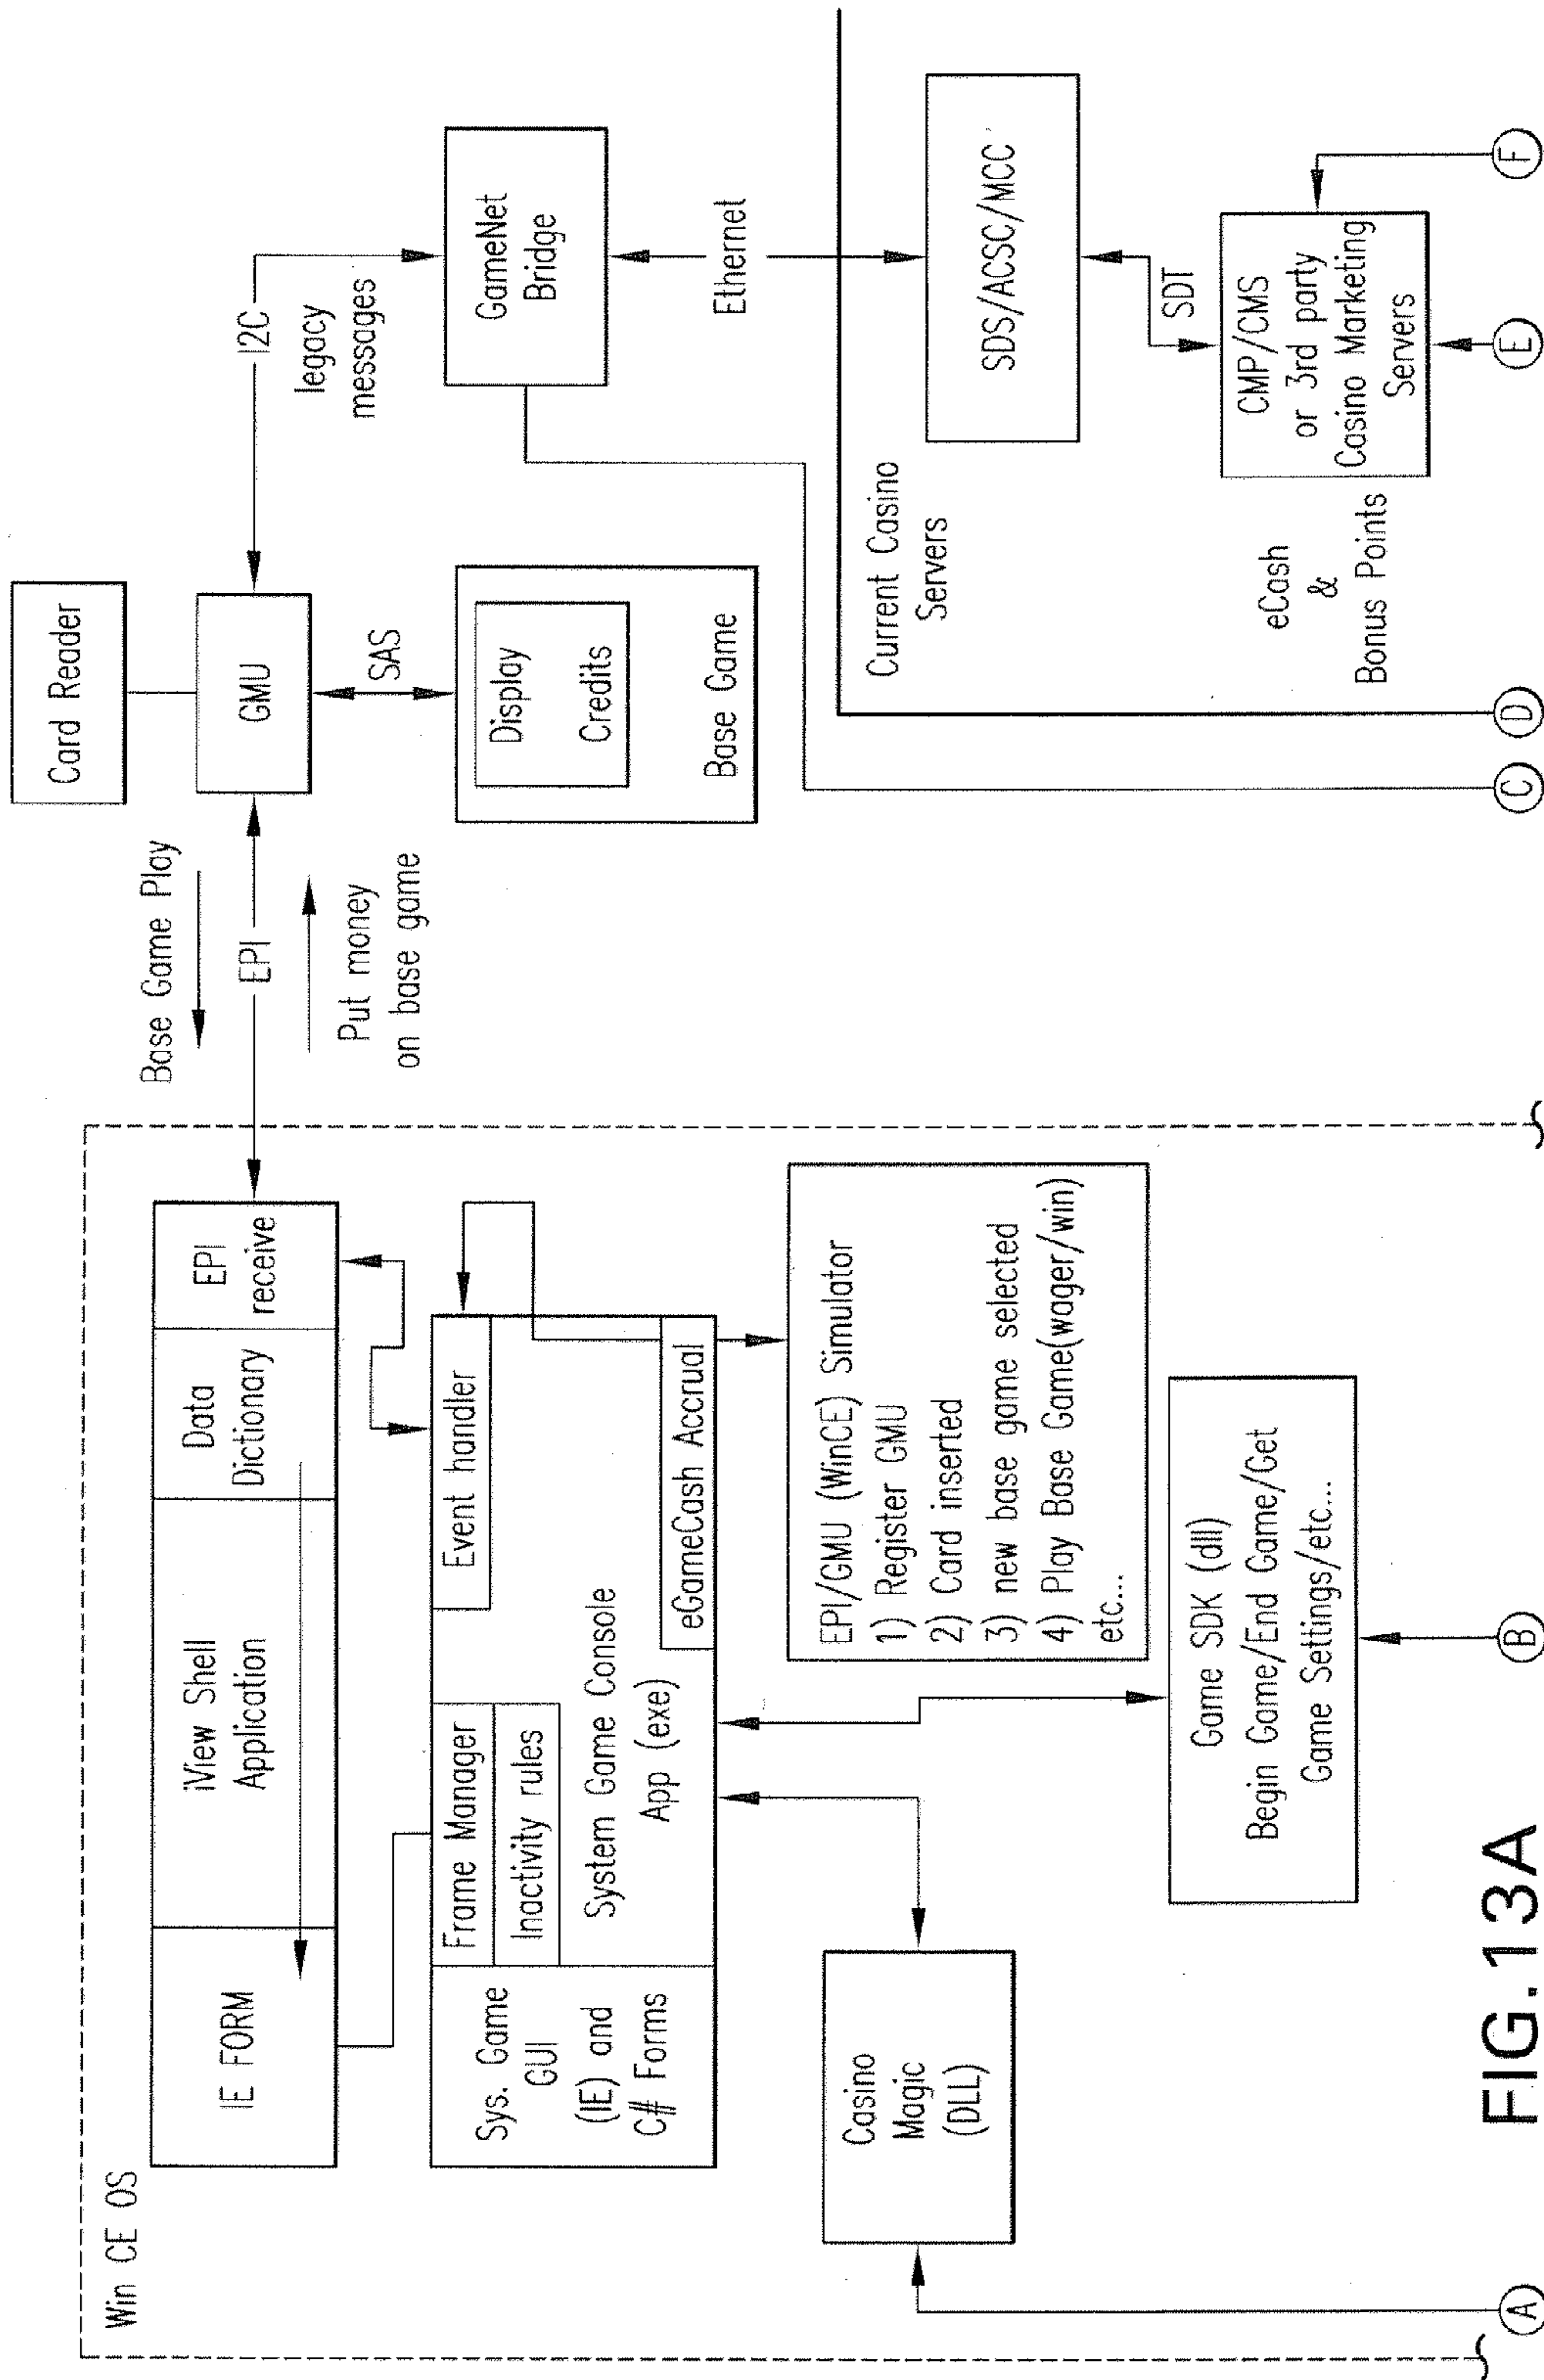 Win CE OS
IE FORM
iView Shell
Application
Data
Dictionary
EPI
receive
Base Game Play
EPI
Put money
on base game
Card Reader
GMU
SAS
Display
Credits
Base Game
I2C
legacy
messages
GameNet
Bridge
Ethernet
Sys. Game
GUI
(IE) and
C# Forms
Frame Manager
Inactivity rules
System Game Console
App (exe)
Event handler
eGameCash Accrual
Casino
Magic
(DLL)
EPI/GMU (WinCE) Simulator
1) Register GMU
2) Card inserted
3) new base game selected
4) Play Base Game(wager/win)
etc...
Game SDK (dll)
Begin Game/End Game/Get
Game Settings/etc...
Current Casino
Servers
SDS/ACSC/MCC
SDT
eCash
&
Bonus Points
CMP/CMS
or 3rd party
Casino Marketing
Servers
A
B
C
D
E
F
FIG.13A